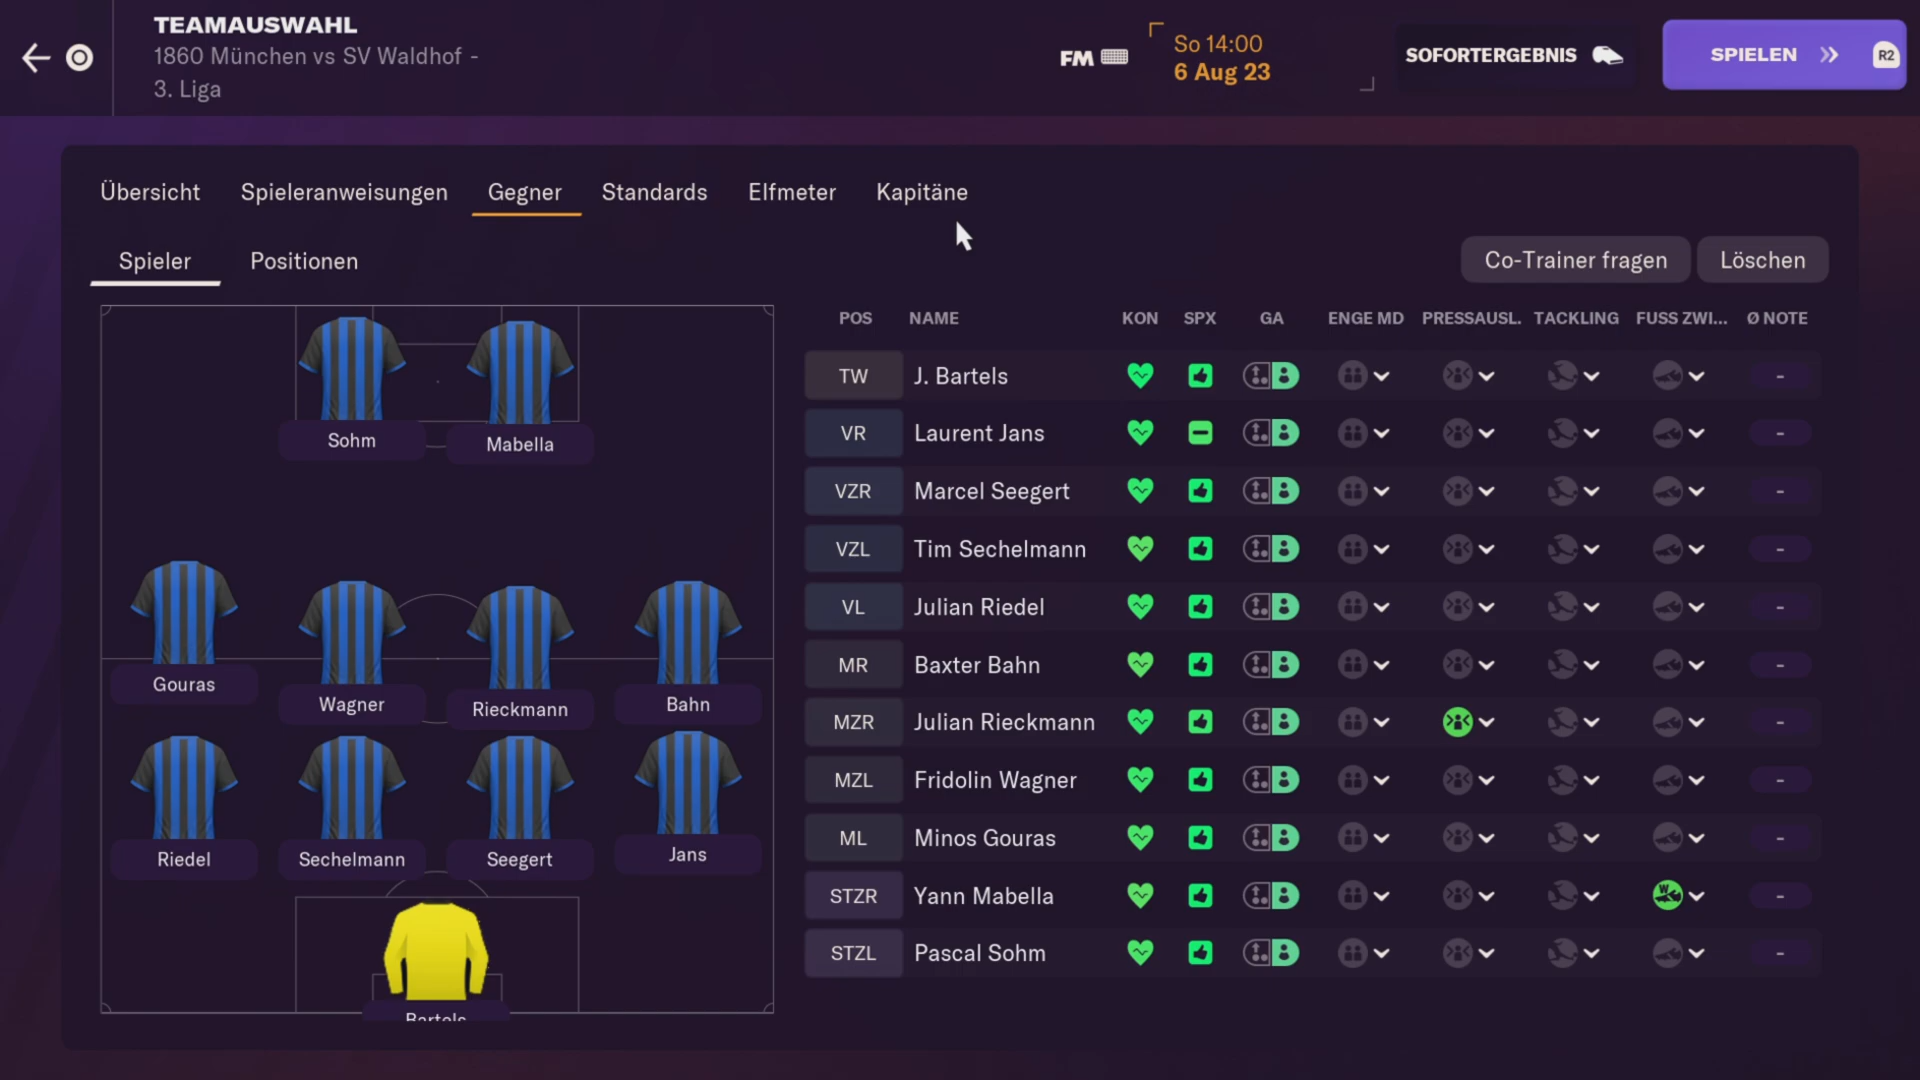 TEAMAUSWAHL
1860 München vs SV Waldhof -
3. Liga
FM
So 14:00
6 Aug 23
SOFORTERGEBNIS
SPIELEN
R2
Übersicht
Spieleranweisungen
Gegner
Standards
Elfmeter
Kapitäne
Spieler
Positionen
Co-Trainer fragen
Löschen
Sohm
Mabella
Gouras
Wagner
Rieckmann
Bahn
Riedel
Sechelmann
Seegert
Jans
Bartels
POS NAME KON SPX GA ENGE MD PRESSAUSL. TACKLING FUSS ZWI... Ø NOTE
TW J. Bartels -
VR Laurent Jans -
VZR Marcel Seegert -
VZL Tim Sechelmann -
VL Julian Riedel -
MR Baxter Bahn -
MZR Julian Rieckmann -
MZL Fridolin Wagner -
ML Minos Gouras -
STZR Yann Mabella W -
STZL Pascal Sohm -